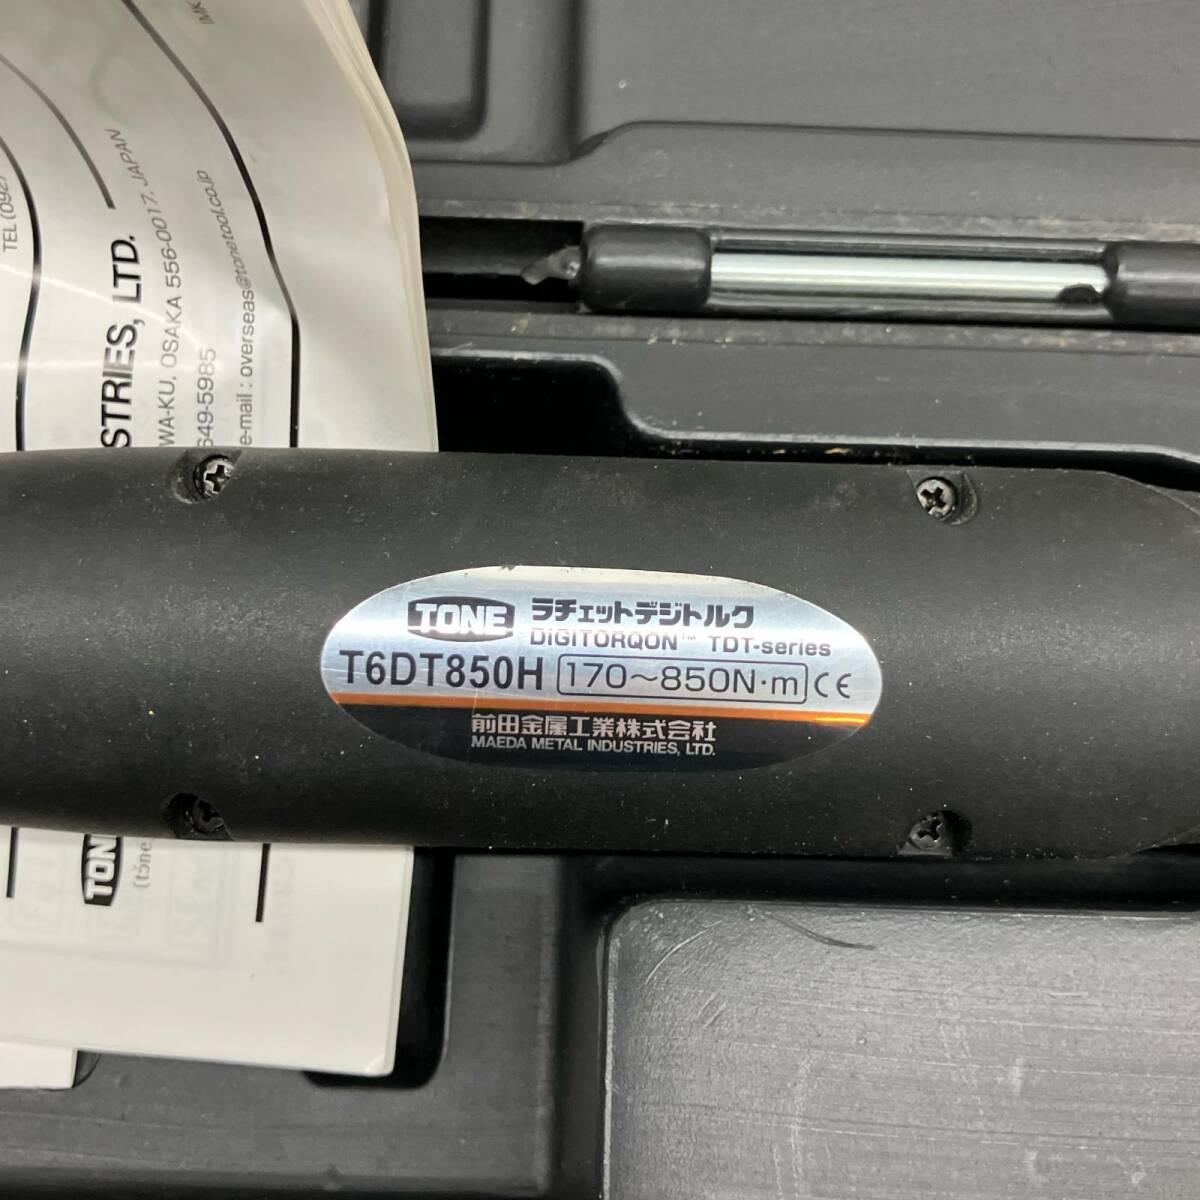 TEL (092)
STRIES, LTD.
WA-KU, OSAKA 556-0017, JAPAN
649-5985
e-mail : overseas@tonetool.co.jp
TONE
ラチェットデジトルク
DIGITORQON™ TDT-series
T6DT850H 170～850N·m CE
前田金属工業株式会社
MAEDA METAL INDUSTRIES, LTD.
TONE
(tóne